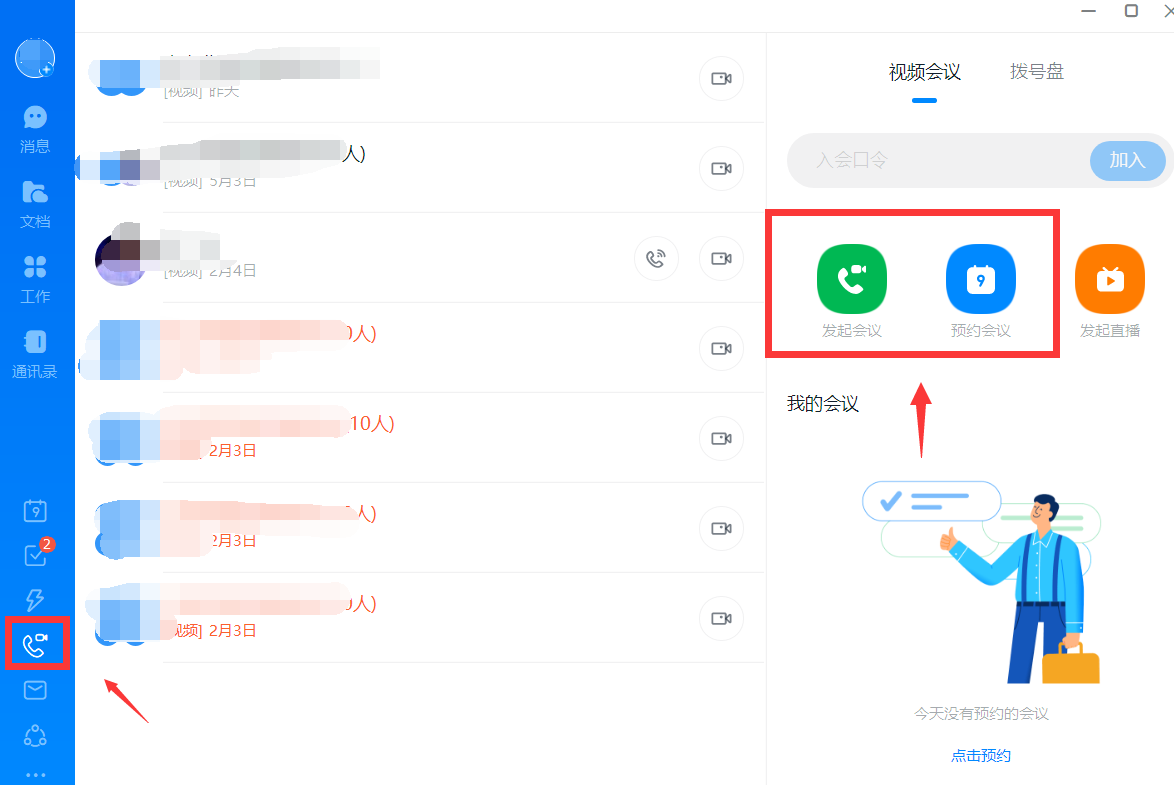 消息
文档
工作
通讯录
9
2
[视频] 昨天
人)
[视频] 5月3日
[视频] 2月4日
人)
10人)
2月3日
人)
2月3日
人)
视频] 2月3日
视频会议
拨号盘
入会口令
加入
9
发起会议
预约会议
发起直播
我的会议
今天没有预约的会议
点击预约